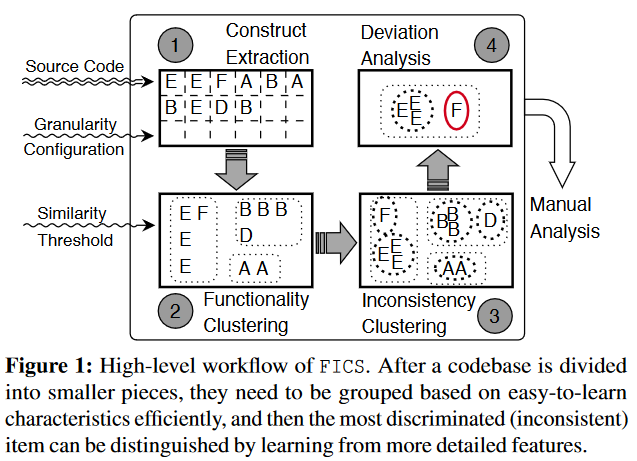 1
Construct
Extraction
Deviation
Analysis
4
Source Code
E E F A B A
B E D B
Granularity
Configuration
E E E E
F
Similarity
Threshold
E F
E
E
B B B
D
A A
F
E E E
B B B
D
A A
Manual
Analysis
2
Functionality
Clustering
Inconsistency
Clustering
3
Figure 1: High-level workflow of FICS. After a codebase is divided
into smaller pieces, they need to be grouped based on easy-to-learn
characteristics efficiently, and then the most discriminated (inconsistent)
item can be distinguished by learning from more detailed features.